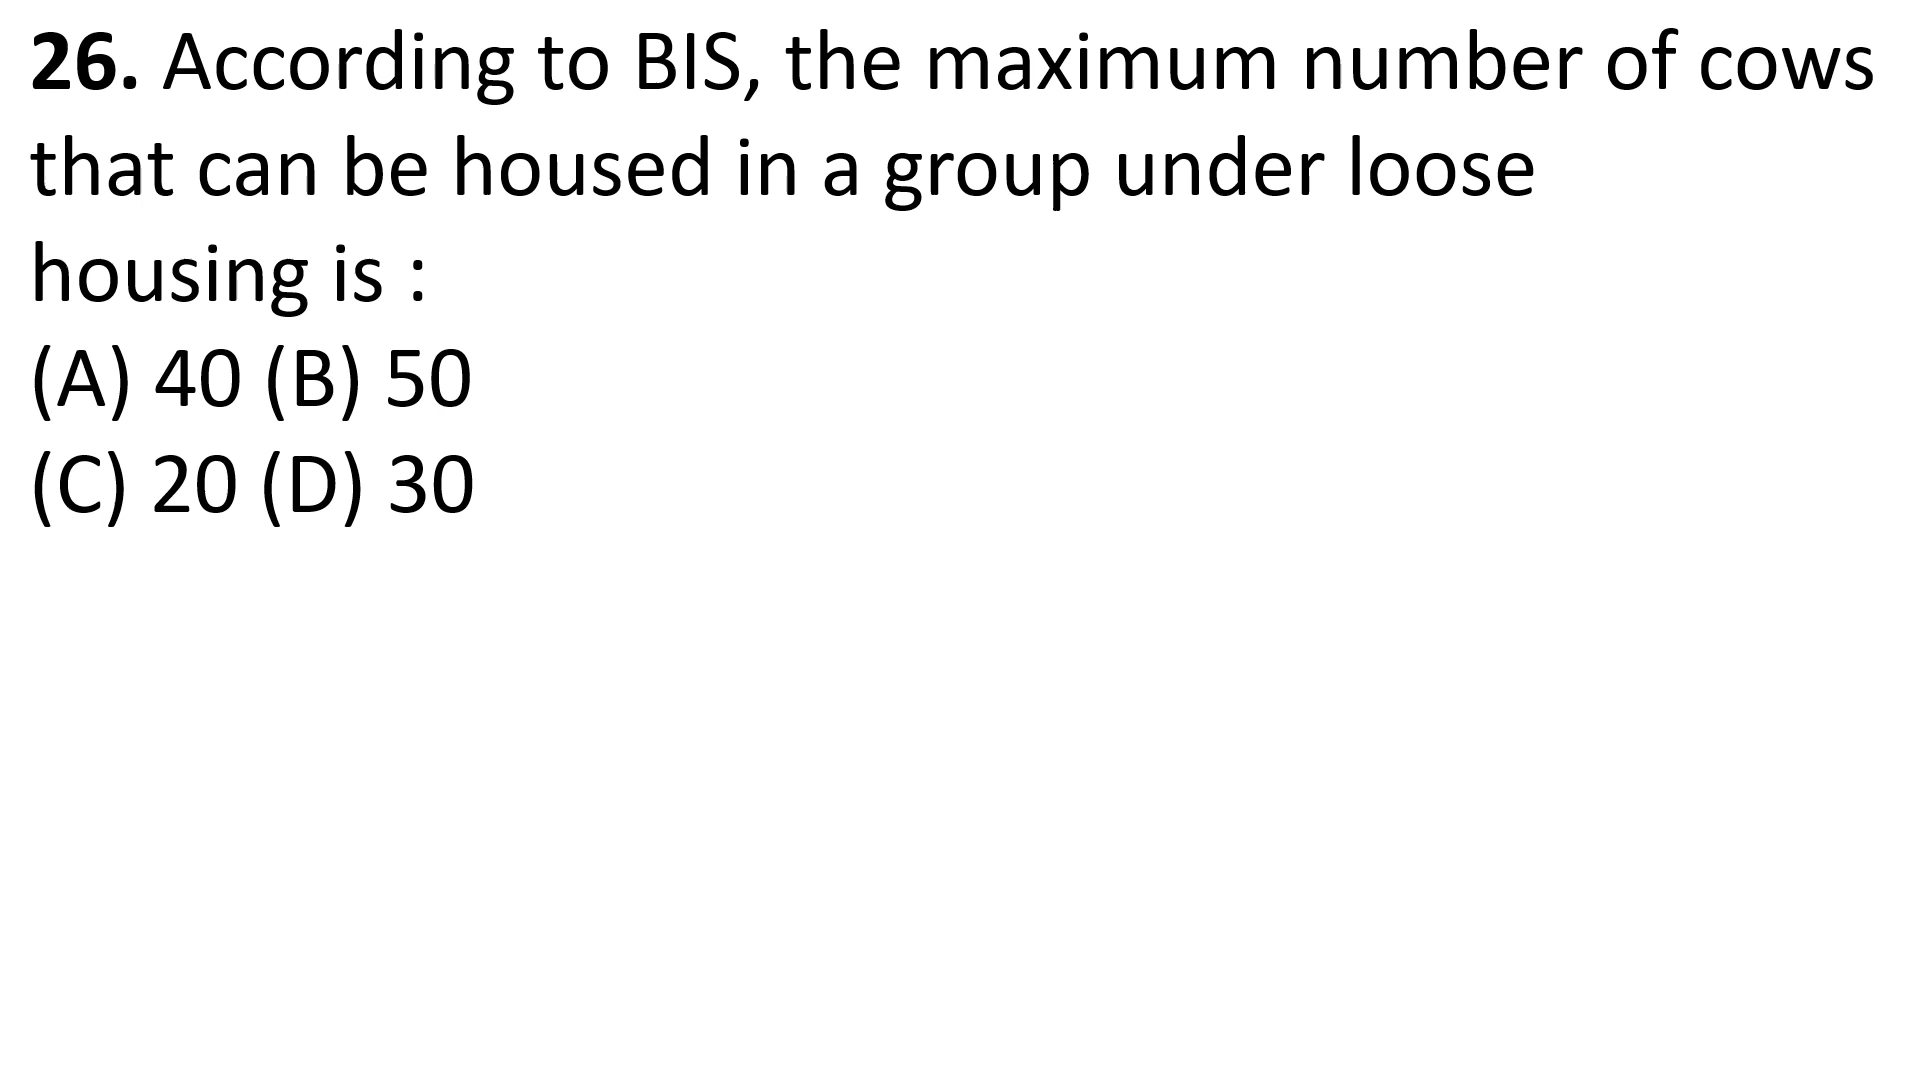 26. According to BIS, the maximum number of cows
that can be housed in a group under loose
housing is :
(A) 40 (B) 50
(C) 20 (D) 30